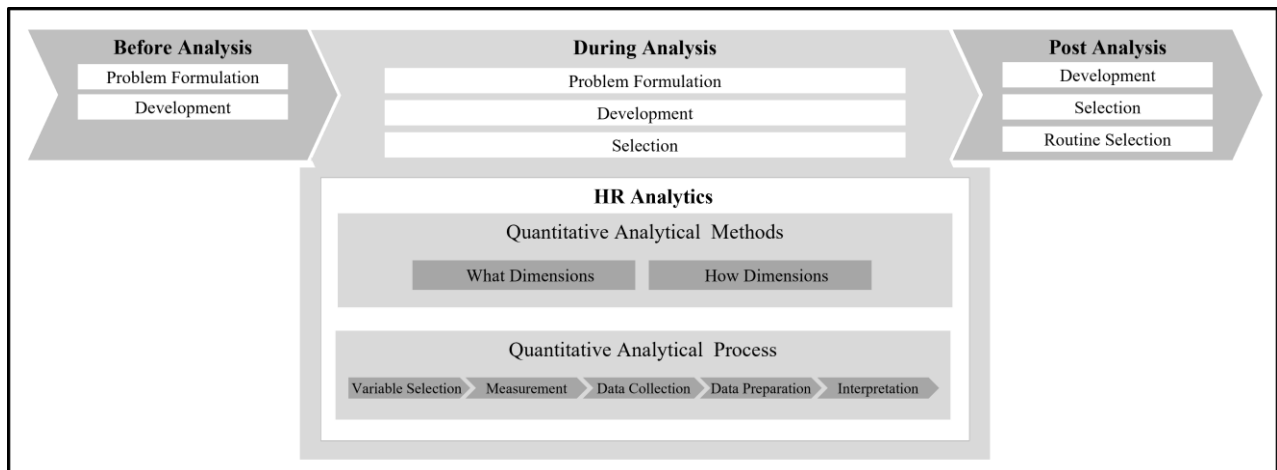 Before Analysis
Problem Formulation
Development
During Analysis
Problem Formulation
Development
Selection
Post Analysis
Development
Selection
Routine Selection
HR Analytics
Quantitative Analytical Methods
What Dimensions
How Dimensions
Quantitative Analytical Process
Variable Selection
Measurement
Data Collection
Data Preparation
Interpretation